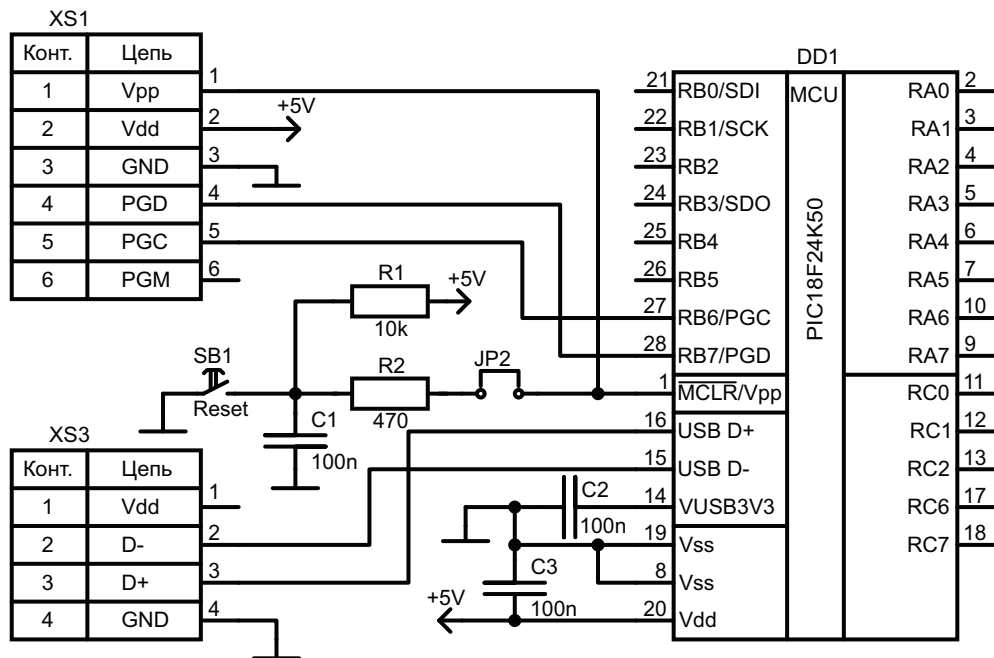 XS1
Конт. Цепь
1 Vpp 1
2 Vdd 2 +5V
3 GND 3
4 PGD 4
5 PGC 5
6 PGM 6
R1
10k
+5V
SB1
Reset
R2
470
JP2
C1
100n
XS3
Конт. Цепь
1 Vdd 1
2 D- 2
3 D+ 3
4 GND 4
C2
100n
C3
100n
+5V
DD1
MCU
PIC18F24K50
21 RB0/SDI
22 RB1/SCK
23 RB2
24 RB3/SDO
25 RB4
26 RB5
27 RB6/PGC
28 RB7/PGD
1 MCLR/Vpp
16 USB D+
15 USB D-
14 VUSB3V3
19 Vss
8 Vss
20 Vdd
RA0 2
RA1 3
RA2 4
RA3 5
RA4 6
RA5 7
RA6 10
RA7 9
RC0 11
RC1 12
RC2 13
RC6 17
RC7 18